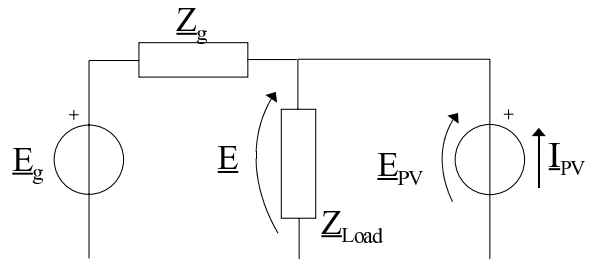 Z_g
+
+
E_g
E
E_PV
I_PV
Z_Load